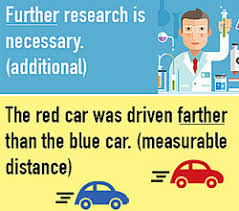 Further research is
necessary.
(additional)
The red car was driven farther
than the blue car. (measurable
distance)